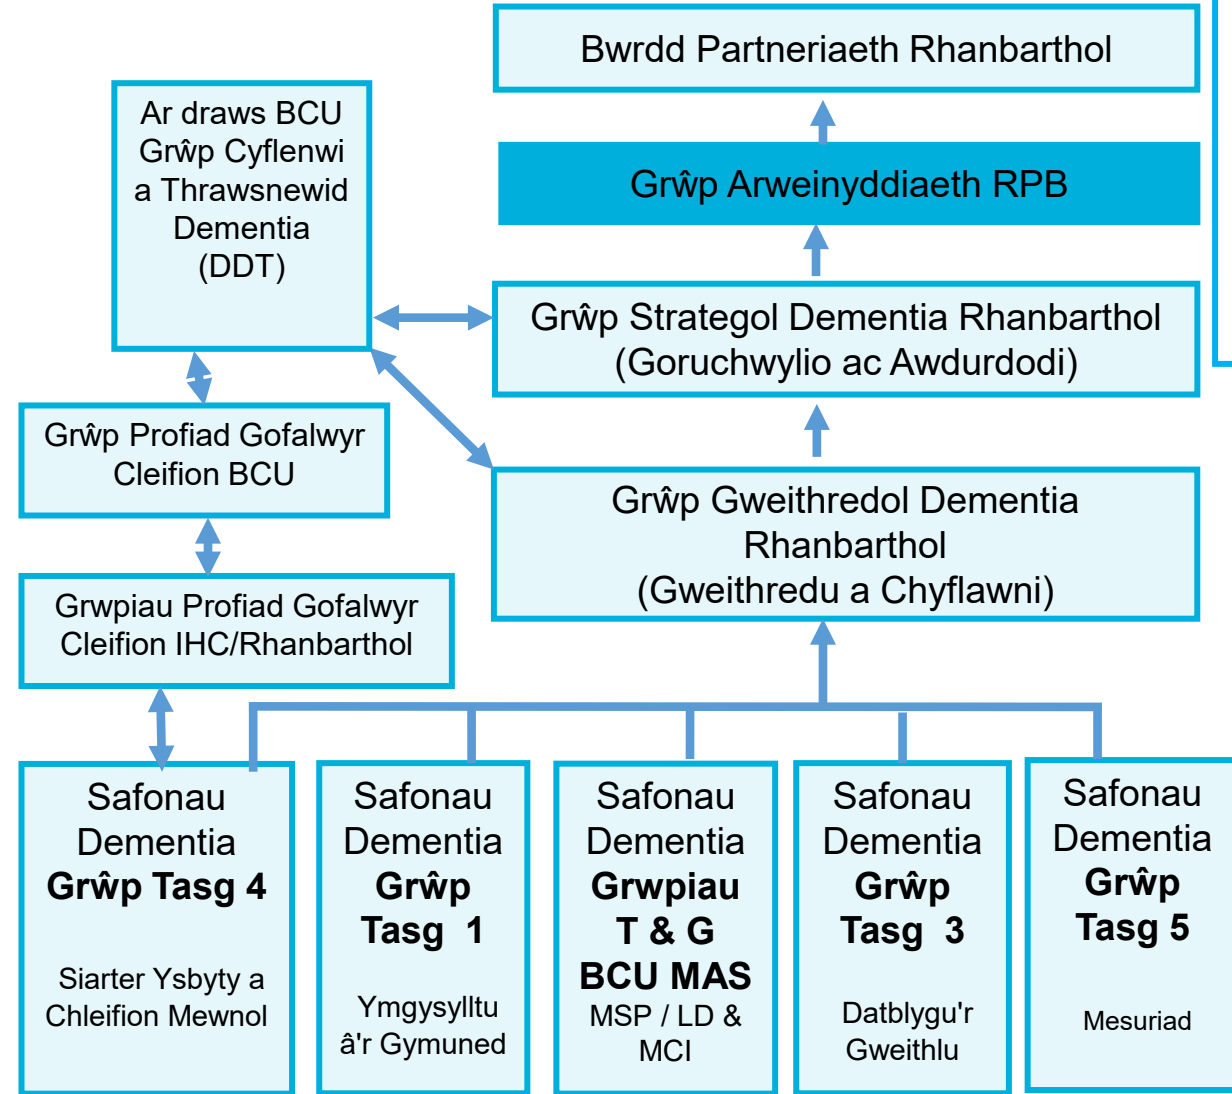 Bwrdd Partneriaeth Rhanbarthol
Ar draws BCU
Grŵp Cyflenwi
a Thrawsnewid
Dementia
(DDT)
Grŵp Arweinyddiaeth RPB
Grŵp Strategol Dementia Rhanbarthol
(Goruchwylio ac Awdurdodi)
Grŵp Profiad Gofalwyr
Cleifion BCU
Grŵp Gweithredol Dementia
Rhanbarthol
(Gweithredu a Chyflawni)
Grwpiau Profiad Gofalwyr
Cleifion IHC/Rhanbarthol
Safonau
Dementia
Grŵp Tasg 4
Siarter Ysbyty a
Chleifion Mewnol
Safonau
Dementia
Grŵp
Tasg 1
Ymgysylltu
â'r Gymuned
Safonau
Dementia
Grwpiau
T & G
BCU MAS
MSP / LD &
MCI
Safonau
Dementia
Grŵp
Tasg 3
Datblygu'r
Gweithlu
Safonau
Dementia
Grŵp
Tasg 5
Mesuriad